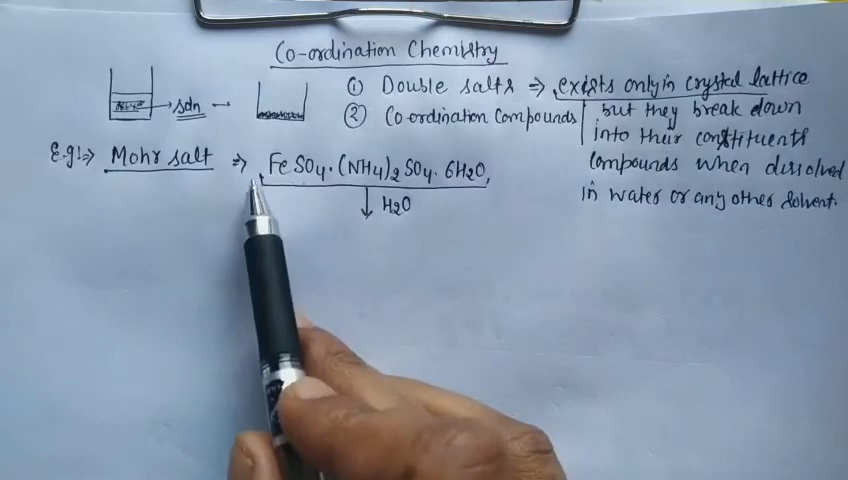 Co-ordination Chemistry
soln
① Double salts ⇒ exists only in crystal lattice
② Co ordination Compounds
but they break down
into their constituents
compounds when dissolved
in water or any other solvent.
E.g:⇒ Mohr salt ⇒ FeSO4·(NH4)2SO4·6H2O
↓ H2O